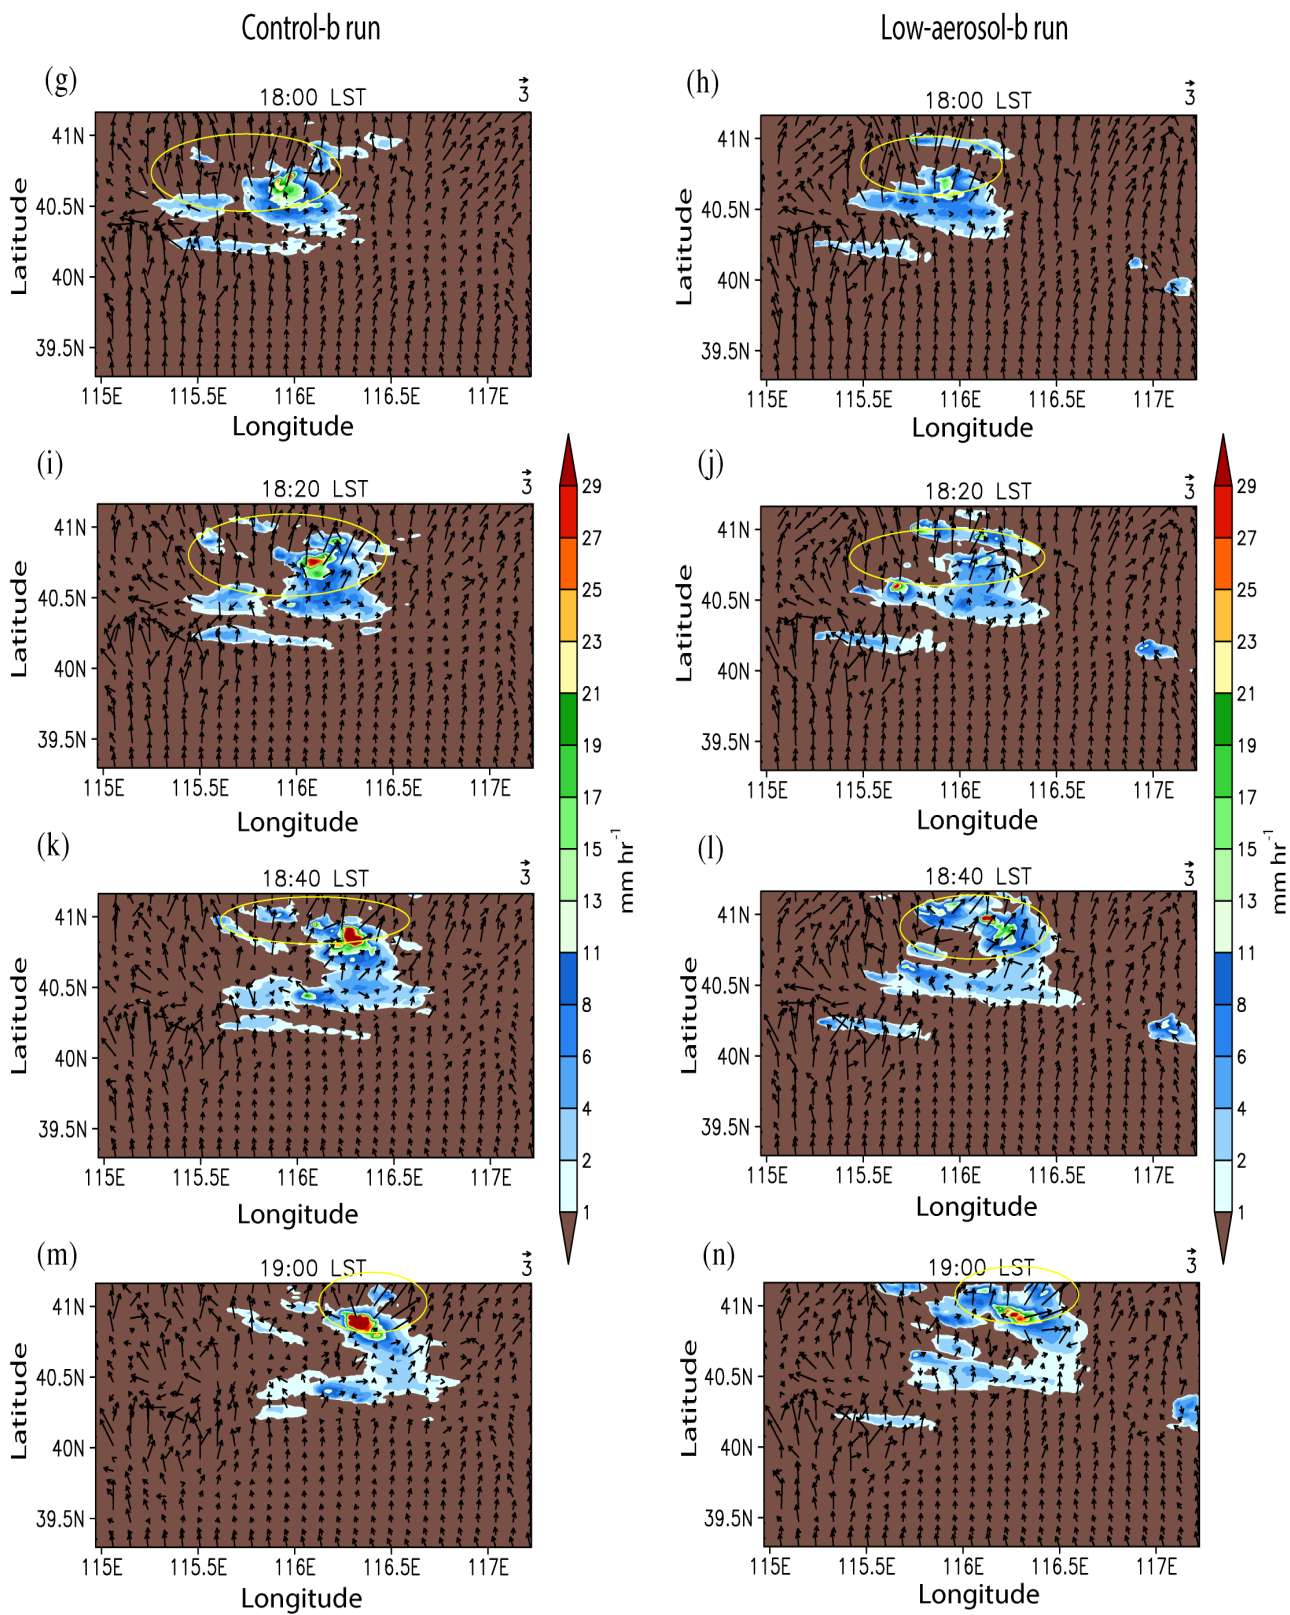 Control-b run
Low-aerosol-b run
(g)
18:00 LST
3
41N
40.5N
40N
39.5N
Latitude
115E 115.5E 116E 116.5E 117E
Longitude
(h)
18:00 LST
3
41N
40.5N
40N
39.5N
Latitude
115E 115.5E 116E 116.5E 117E
Longitude
(i)
18:20 LST
3
41N
40.5N
40N
39.5N
Latitude
115E 115.5E 116E 116.5E 117E
Longitude
29
27
25
23
21
19
17
15
13
11
8
6
4
2
1
mm hr-1
(j)
18:20 LST
3
41N
40.5N
40N
39.5N
Latitude
115E 115.5E 116E 116.5E 117E
Longitude
29
27
25
23
21
19
17
15
13
11
8
6
4
2
1
mm hr-1
(k)
18:40 LST
3
41N
40.5N
40N
39.5N
Latitude
115E 115.5E 116E 116.5E 117E
Longitude
(l)
18:40 LST
3
41N
40.5N
40N
39.5N
Latitude
115E 115.5E 116E 116.5E 117E
Longitude
(m)
19:00 LST
3
41N
40.5N
40N
39.5N
Latitude
115E 115.5E 116E 116.5E 117E
Longitude
(n)
19:00 LST
3
41N
40.5N
40N
39.5N
Latitude
115E 115.5E 116E 116.5E 117E
Longitude